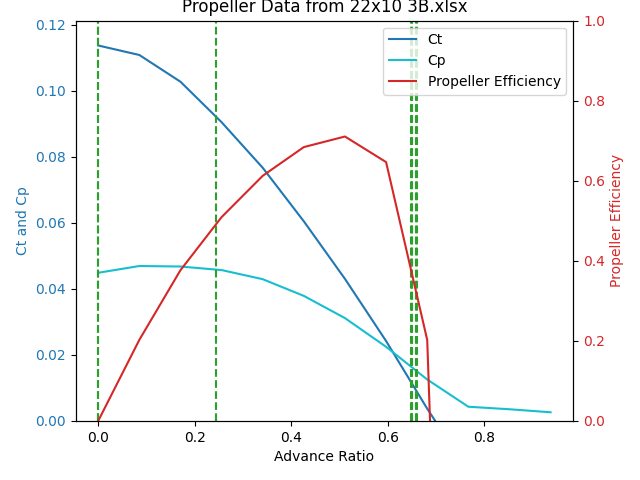 Propeller Data from 22x10 3B.xlsx
Ct
Cp
Propeller Efficiency
0.12
0.10
0.08
0.06
0.04
0.02
0.00
Ct and Cp
1.0
0.8
0.6
0.4
0.2
0.0
Propeller Efficiency
0.0 0.2 0.4 0.6 0.8
Advance Ratio